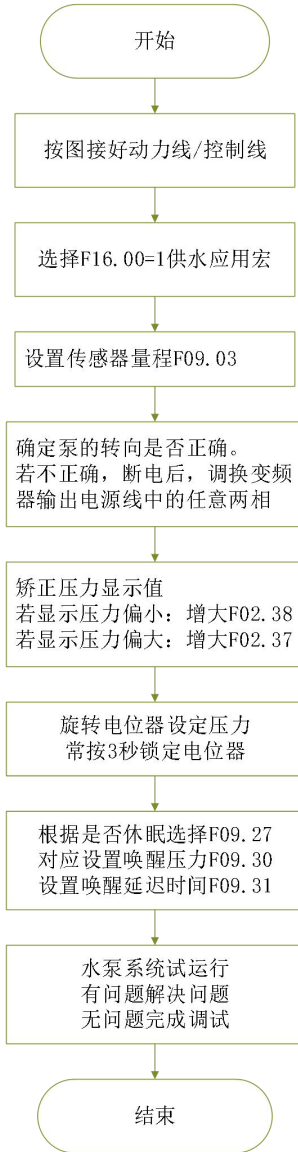 开始
按图接好动力线/控制线
选择F16.00=1供水应用宏
设置传感器量程F09.03
确定泵的转向是否正确。
若不正确，断电后，调换变频
器输出电源线中的任意两相
矫正压力显示值
若显示压力偏小：增大F02.38
若显示压力偏大：增大F02.37
旋转电位器设定压力
常按3秒锁定电位器
根据是否休眠选择F09.27
对应设置唤醒压力F09.30
设置唤醒延迟时间F09.31
水泵系统试运行
有问题解决问题
无问题完成调试
结束